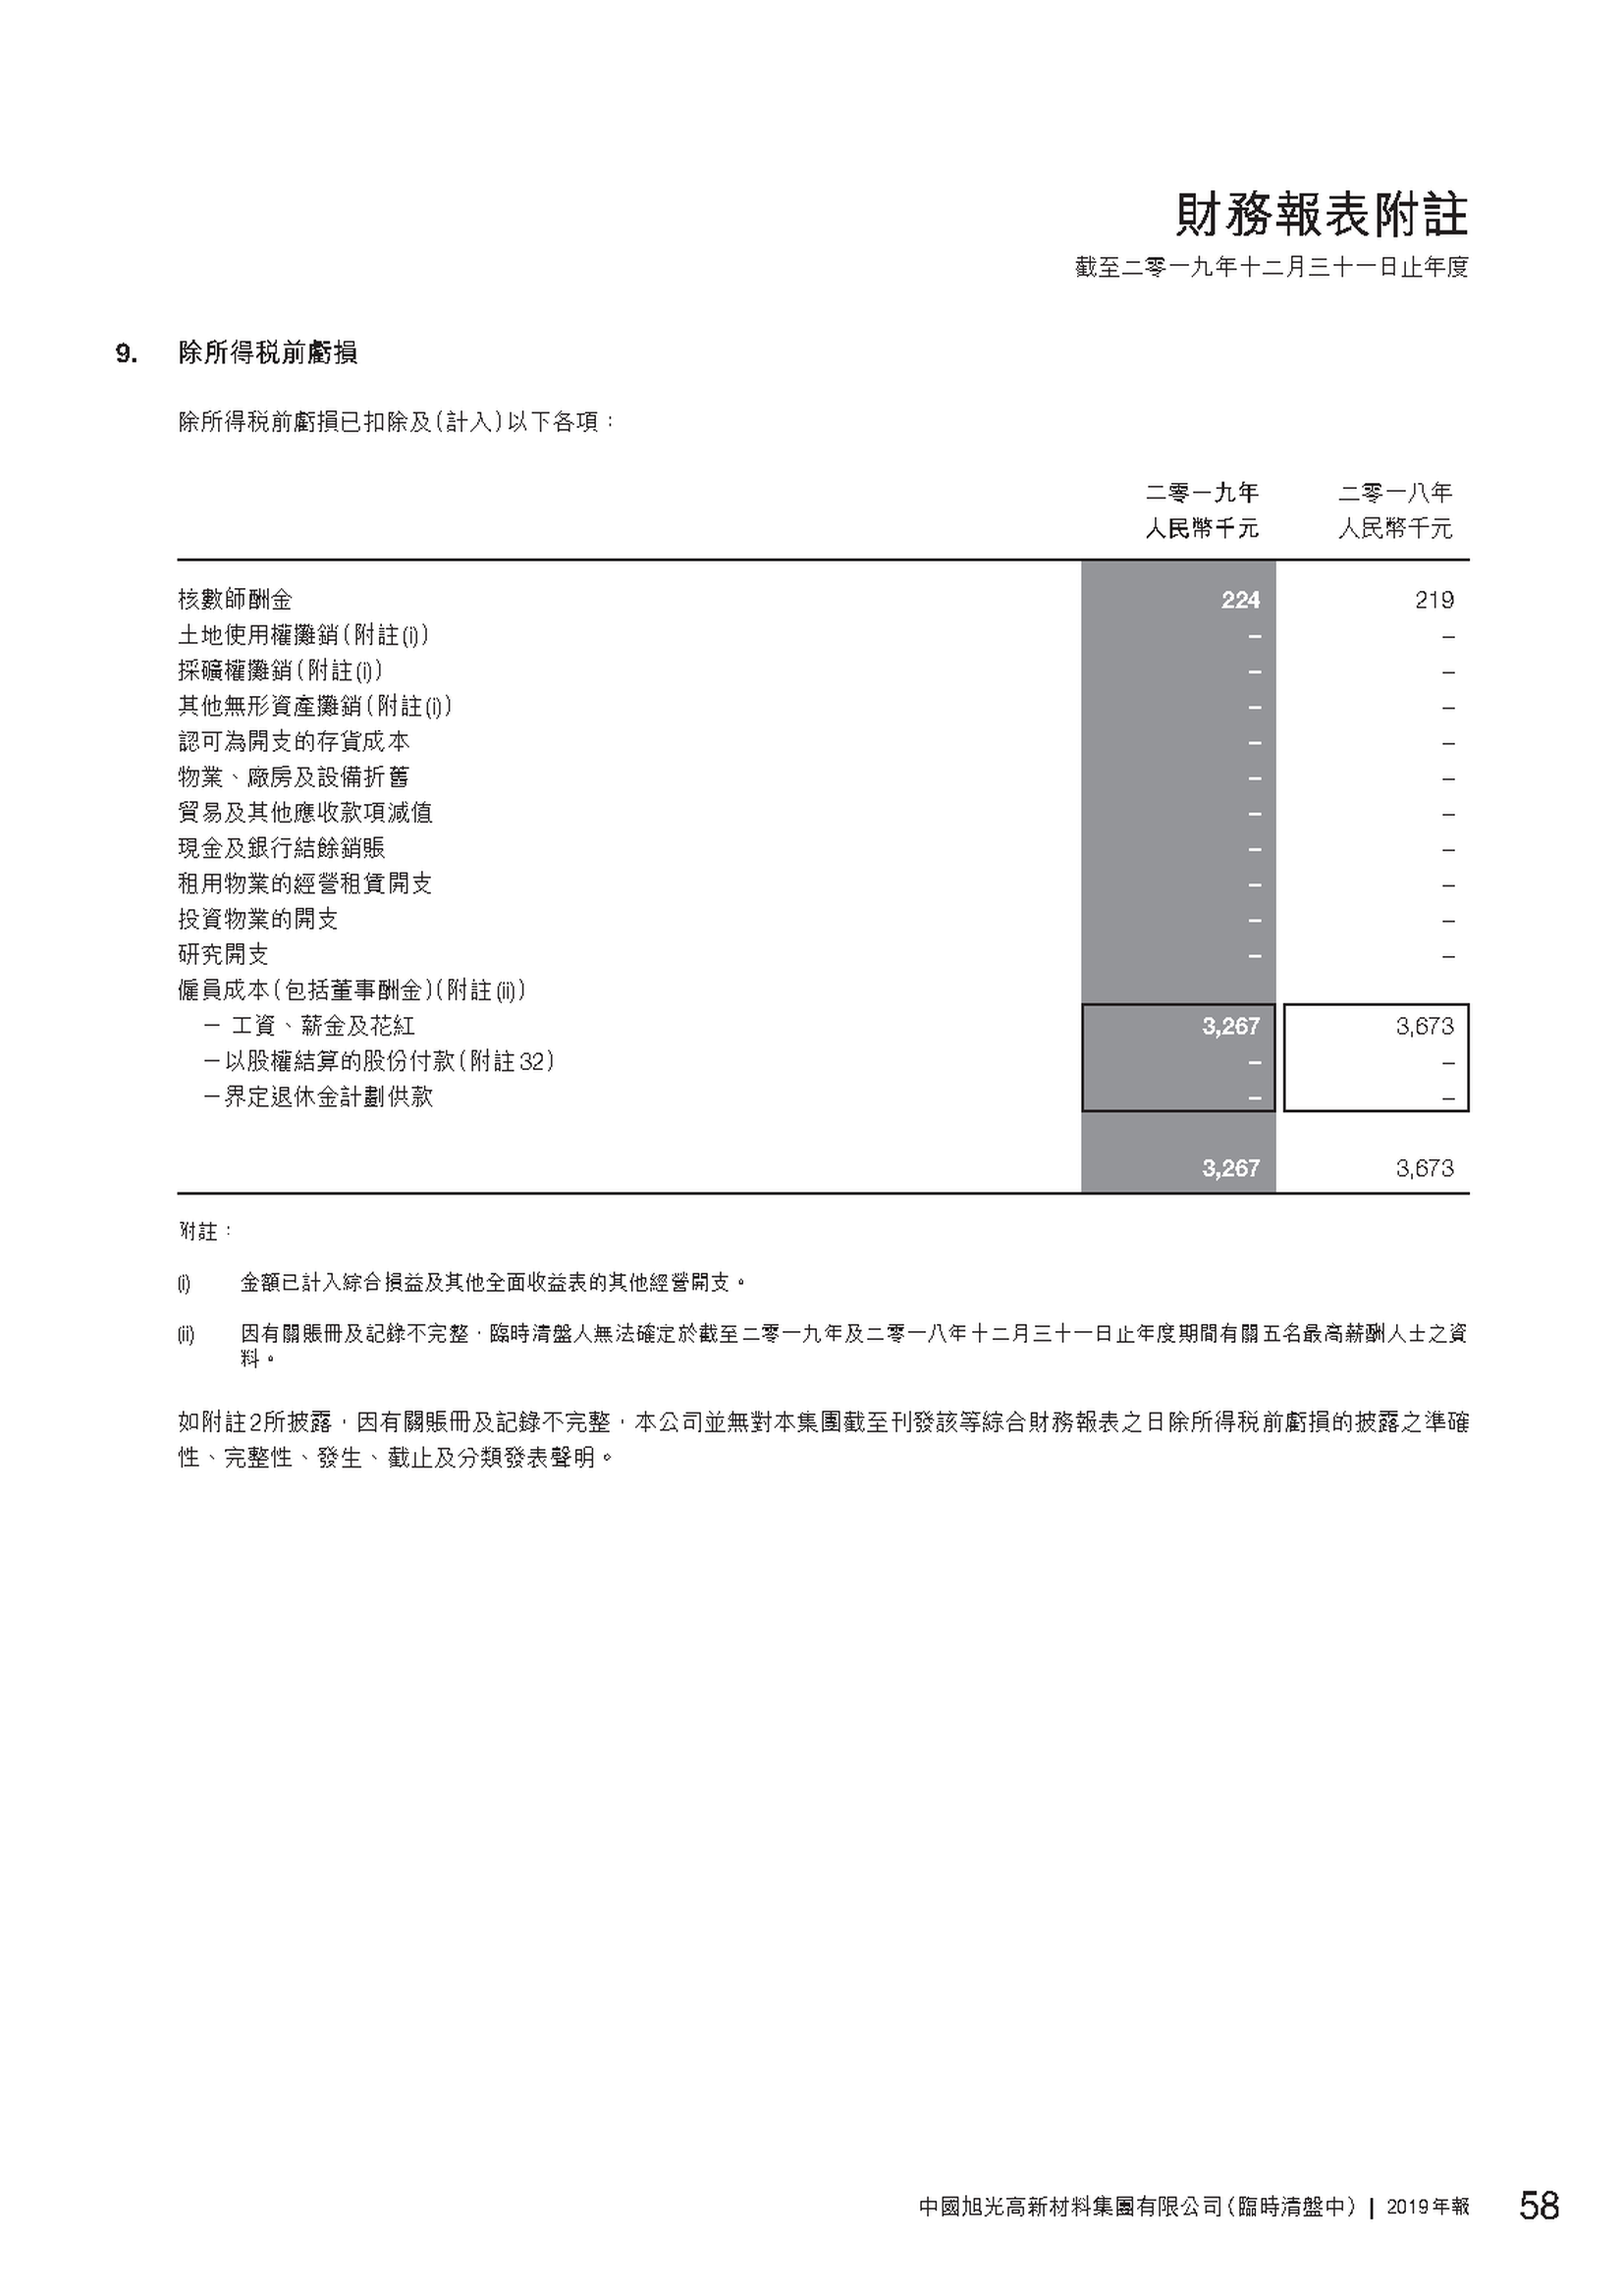 財務報表附註
截至二零一九年十二月三十一日止年度
9. 除所得税前虧損
除所得税前虧損已扣除及(計入)以下各項：
二零一九年 二零一八年
人民幣千元 人民幣千元
核數師酬金 224 219
土地使用權攤銷(附註(i)) – –
採礦權攤銷(附註(i)) – –
其他無形資產攤銷(附註(i)) – –
認可為開支的存貨成本 – –
物業、廠房及設備折舊 – –
貿易及其他應收款項減值 – –
現金及銀行結餘銷賬 – –
租用物業的經營租賃開支 – –
投資物業的開支 – –
研究開支 – –
僱員成本(包括董事酬金)(附註(ii))
— 工資、薪金及花紅 3,267 3,673
—以股權結算的股份付款(附註32) – –
—界定退休金計劃供款 – –
3,267 3,673
附註：
(i) 金額已計入綜合損益及其他全面收益表的其他經營開支。
(ii) 因有關賬冊及記錄不完整，臨時清盤人無法確定於截至二零一九年及二零一八年十二月三十一日止年度期間有關五名最高薪酬人士之資
料。
如附註2所披露，因有關賬冊及記錄不完整，本公司並無對本集團截至刊發該等綜合財務報表之日除所得税前虧損的披露之準確
性、完整性、發生、截止及分類發表聲明。
中國旭光高新材料集團有限公司(臨時清盤中) | 2019年報 58